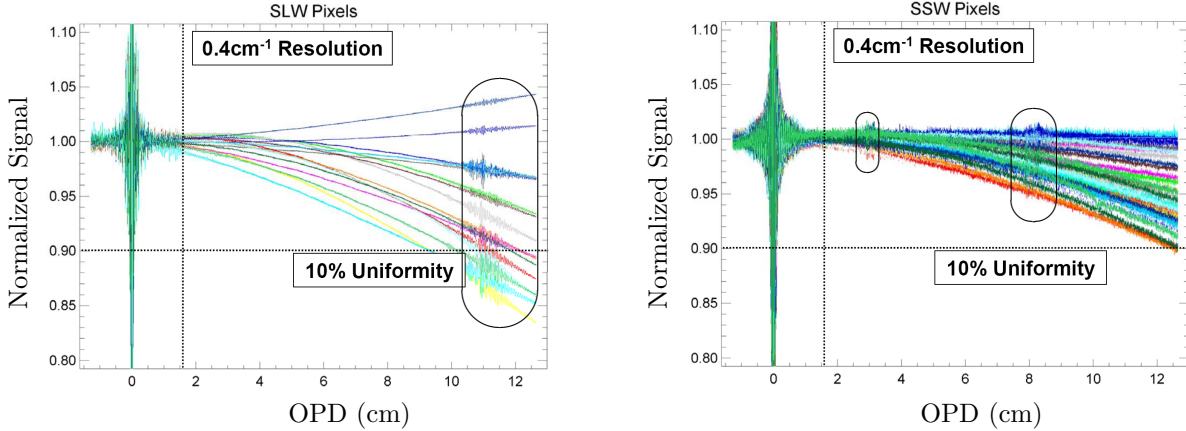 SLW Pixels
1.10
1.05
1.00
0.95
0.90
0.85
0.80
Normalized Signal
0.4cm-1 Resolution
10% Uniformity
0 2 4 6 8 10 12
OPD (cm)
SSW Pixels
1.10
1.05
1.00
0.95
0.90
0.85
0.80
Normalized Signal
0.4cm-1 Resolution
10% Uniformity
0 2 4 6 8 10 12
OPD (cm)